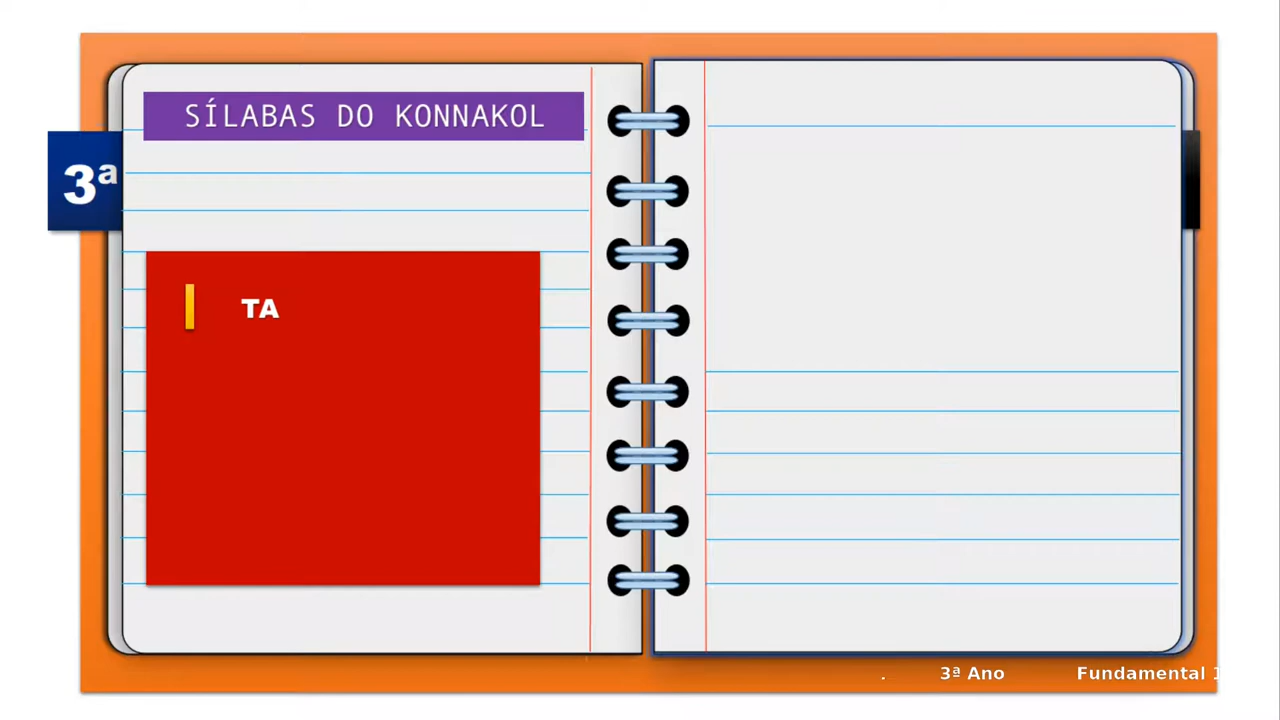 SÍLABAS DO KONNAKOL
3ª
TA
. 3ª Ano Fundamental I